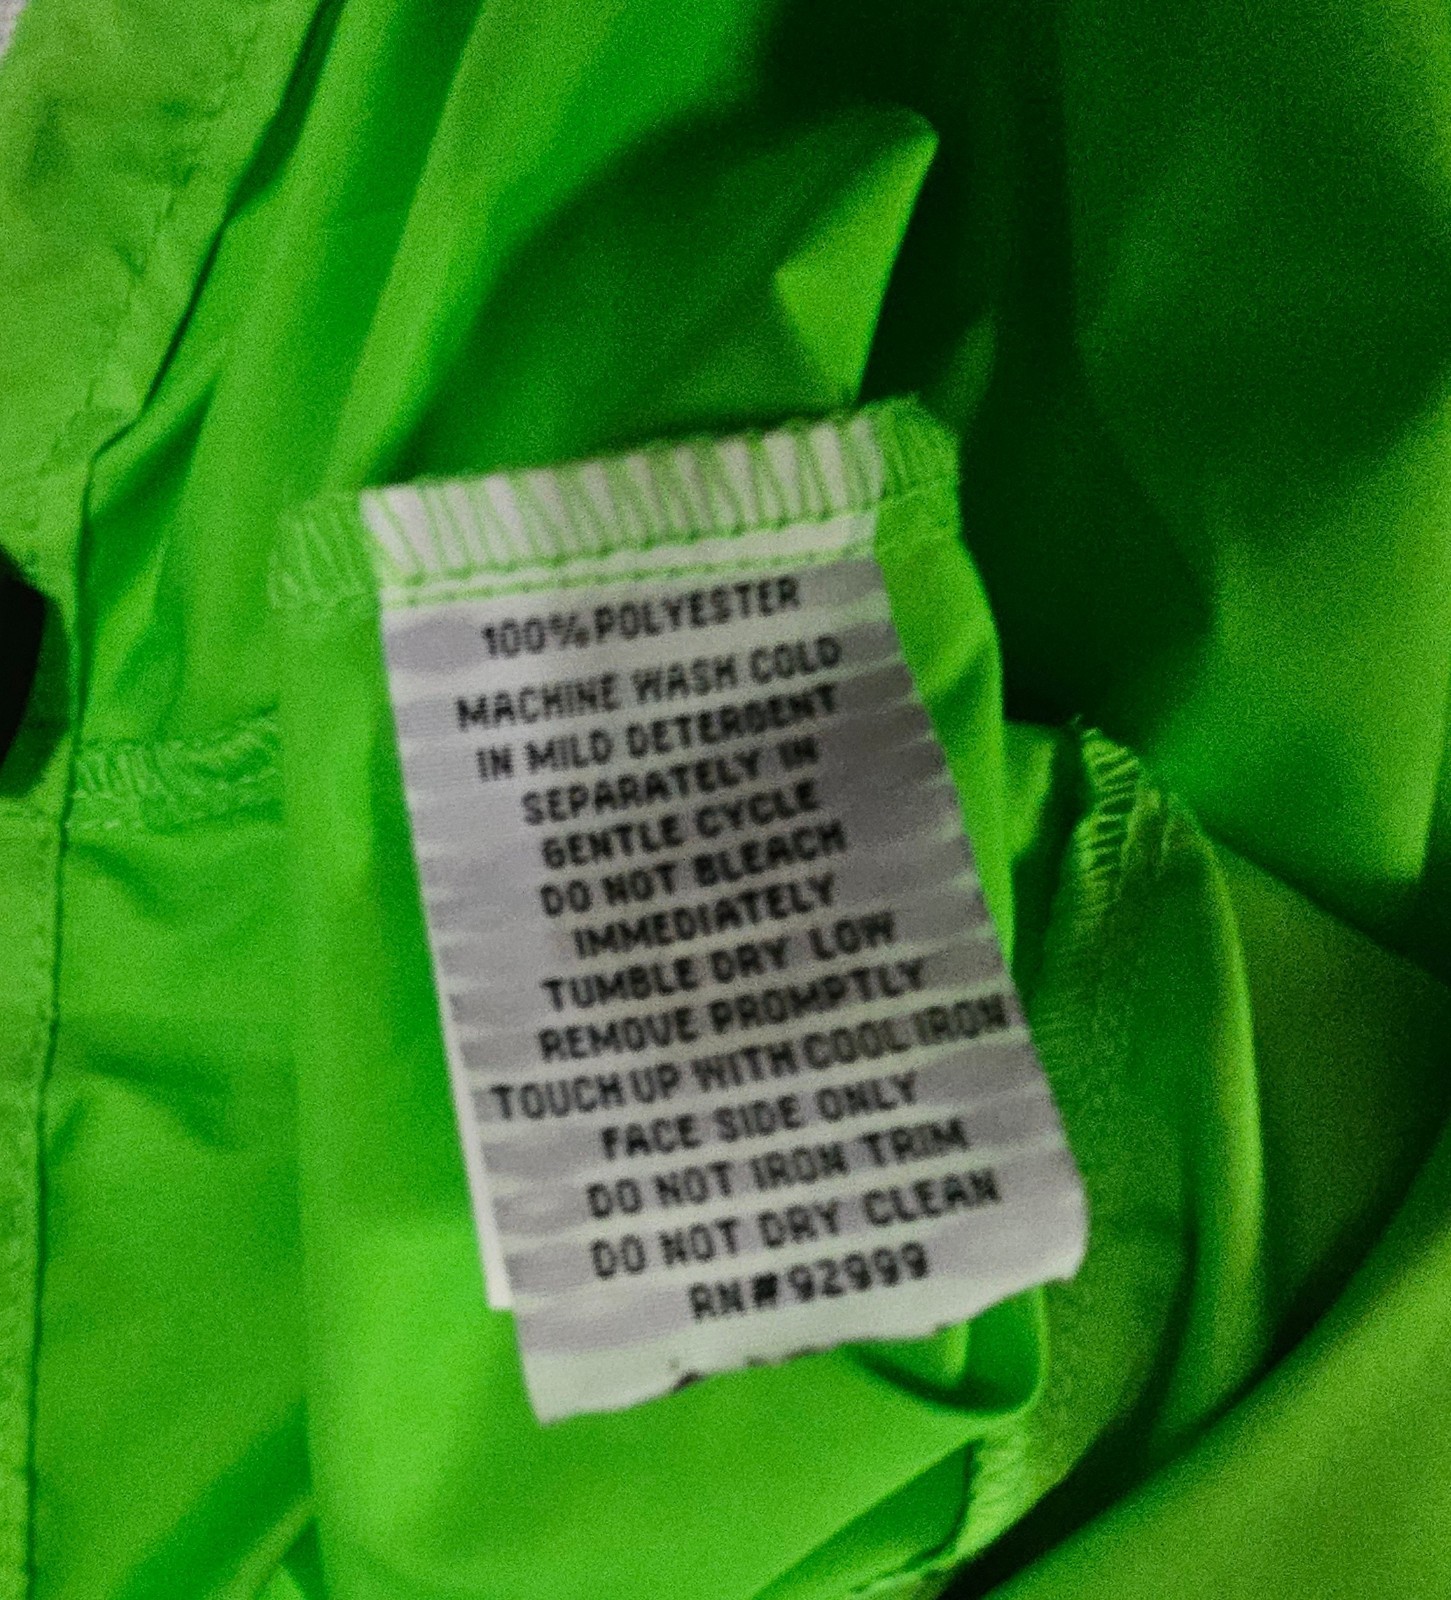 100% POLYESTER
MACHINE WASH COLD
IN MILD DETERGENT
SEPARATELY IN
GENTLE CYCLE
DO NOT BLEACH
IMMEDIATELY
TUMBLE DRY LOW
REMOVE PROMPTLY
TOUCH UP WITH COOL IRON
FACE SIDE ONLY
DO NOT IRON TRIM
DO NOT DRY CLEAN
RN#92999